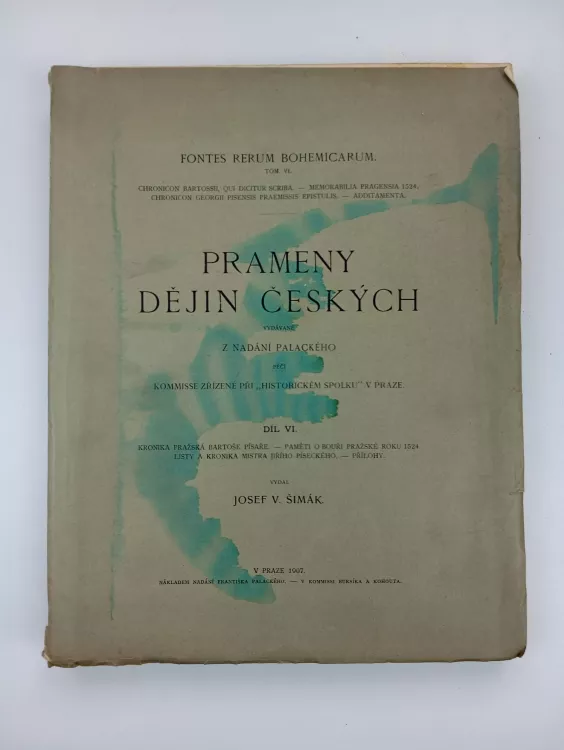 FONTES RERUM BOHEMICARUM.
TOM. VI.
CHRONICON BARTOSSII, QUI DICITUR SCRIBA. — MEMORABILIA PRAGENSIA 1524.
CHRONICON GEORGII PISENSIS PRAEMISSIS EPISTULIS. — ADDITAMENTA.
PRAMENY
DĚJIN ČESKÝCH
VYDÁVANÉ
Z NADÁNÍ PALACKÉHO
PÉČÍ
KOMMISSE ZŘÍZENÉ PŘI „HISTORICKÉM SPOLKU" V PRAZE.
DÍL VI.
KRONIKA PRAŽSKÁ BARTOŠE PÍSAŘE. — PAMĚTI O BOUŘI PRAŽSKÉ ROKU 1524.
LISTY A KRONIKA MISTRA JIŘÍHO PÍSECKÉHO. — PŘÍLOHY.
VYDAL
JOSEF V. ŠIMÁK.
V PRAZE 1907.
NÁKLADEM NADÁNÍ FRANTIŠKA PALACKÉHO. — V KOMMISSI BURSÍKA A KOHOUTA.